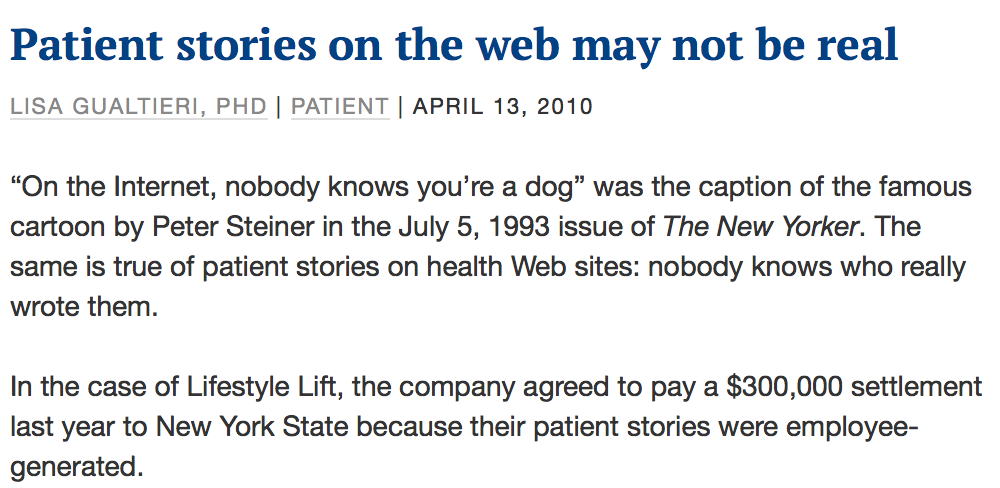 Patient stories on the web may not be real
LISA GUALTIERI, PHD | PATIENT | APRIL 13, 2010
“On the Internet, nobody knows you’re a dog” was the caption of the famous
cartoon by Peter Steiner in the July 5, 1993 issue of The New Yorker. The
same is true of patient stories on health Web sites: nobody knows who really
wrote them.
In the case of Lifestyle Lift, the company agreed to pay a $300,000 settlement
last year to New York State because their patient stories were employee-
generated.